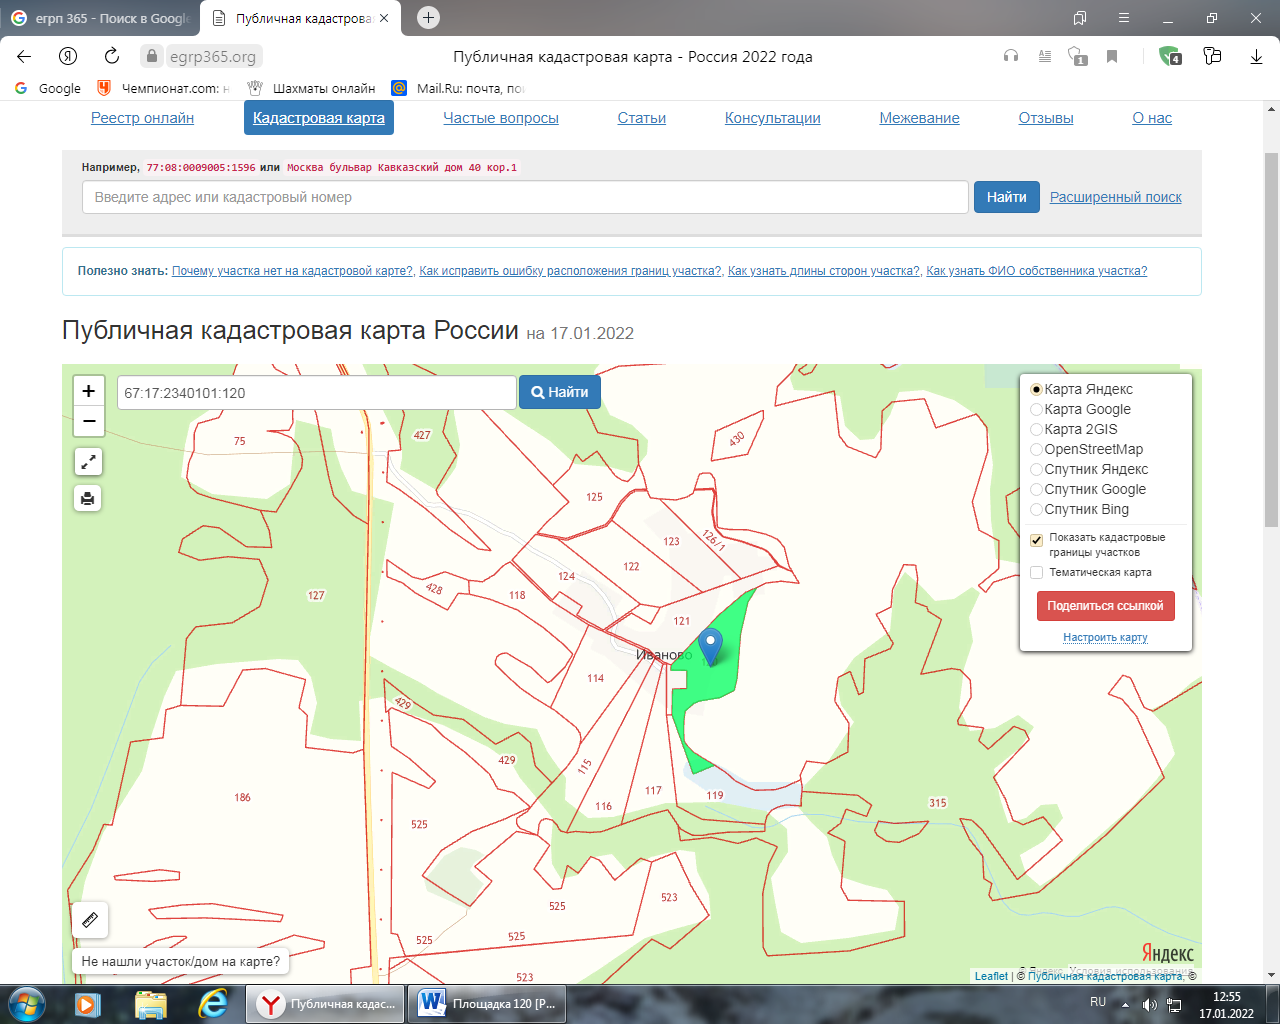 егрп 365 - Поиск в Google
Публичная кадастрова
egrp365.org
Публичная кадастровая карта - Россия 2022 года
1
4
Google
Чемпионат.com: н
Шахматы онлайн
Mail.Ru: почта, пои
Реестр онлайн
Кадастровая карта
Частые вопросы
Статьи
Консультации
Межевание
Отзывы
О нас
Например, 77:08:0009005:1596 или Москва бульвар Кавказский дом 40 кор.1
Введите адрес или кадастровый номер
Найти
Расширенный поиск
Полезно знать: Почему участка нет на кадастровой карте?, Как исправить ошибку расположения границ участка?, Как узнать длины сторон участка?, Как узнать ФИО собственника участка?
Публичная кадастровая карта России на 17.01.2022
+
−
67:17:2340101:120
Найти
Карта Яндекс
Карта Google
Карта 2GIS
OpenStreetMap
Спутник Яндекс
Спутник Google
Спутник Bing
Показать кадастровые
границы участков
Тематическая карта
Поделиться ссылкой
Настроить карту
75
427
430
125
123
126/1
122
124
127
428
118
121
Иваново
114
429
429
115
186
116
117
119
315
525
525
523
525
525
523
Не нашли участок/дом на карте?
Яндекс
Leaflet | © Публичная кадастровая карта, ©
Публичная кадас...
Площадка 120 [Р...
RU
12:55
17.01.2022